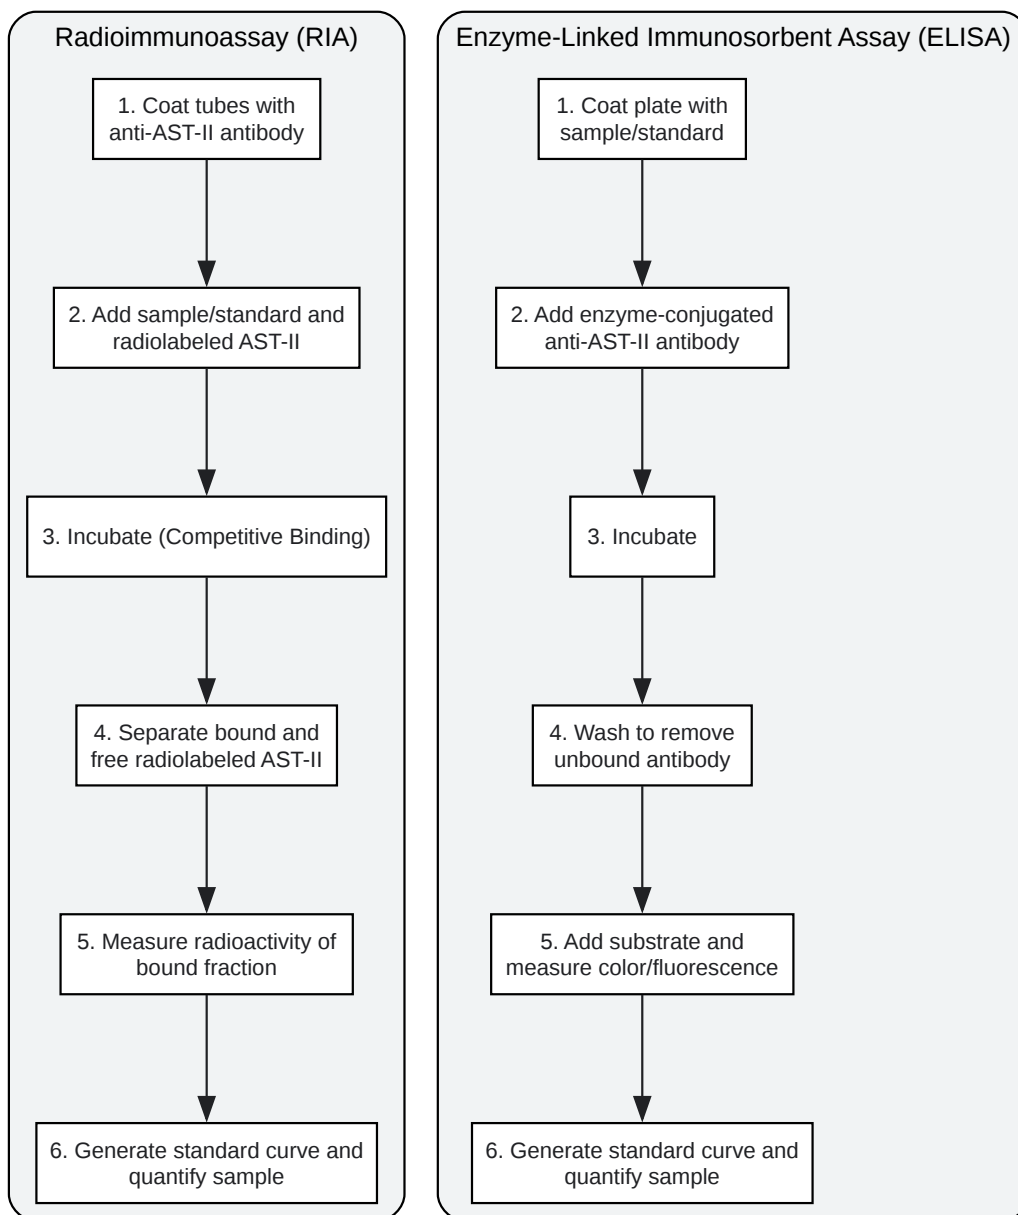 Radioimmunoassay (RIA)
1. Coat tubes with
anti-AST-II antibody
2. Add sample/standard and
radiolabeled AST-II
3. Incubate (Competitive Binding)
4. Separate bound and
free radiolabeled AST-II
5. Measure radioactivity of
bound fraction
6. Generate standard curve and
quantify sample
Enzyme-Linked Immunosorbent Assay (ELISA)
1. Coat plate with
sample/standard
2. Add enzyme-conjugated
anti-AST-II antibody
3. Incubate
4. Wash to remove
unbound antibody
5. Add substrate and
measure color/fluorescence
6. Generate standard curve and
quantify sample